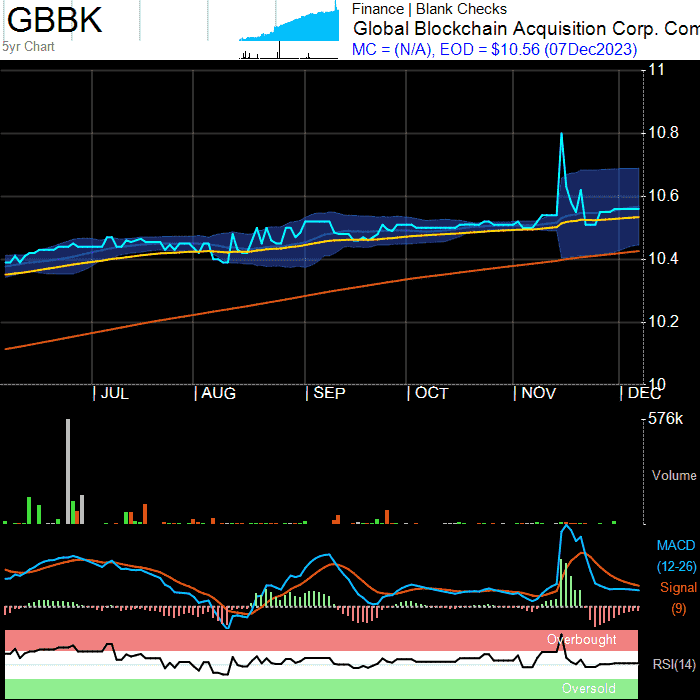 GBBK
5yr Chart
Finance | Blank Checks
Global Blockchain Acquisition Corp. Com
MC = (N/A), EOD = $10.56 (07Dec2023)
11
10.8
10.6
10.4
10.2
10
JUL AUG SEP OCT NOV DEC
576k
Volume
MACD
(12-26)
Signal
(9)
Overbought
RSI(14)
Oversold